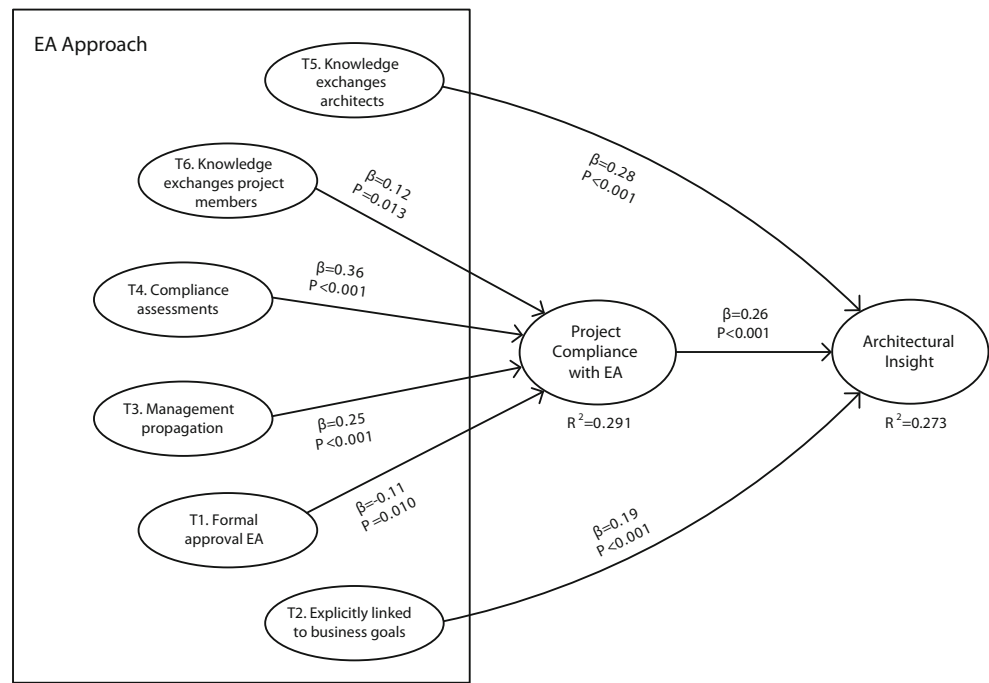 EA Approach
T5. Knowledge
exchanges
architects
β=0.28
P<0.001
T6. Knowledge
exchanges project
members
β=0.12
P=0.013
T4. Compliance
assessments
β=0.36
P<0.001
Project
Compliance
with EA
R²=0.291
β=0.26
P<0.001
Architectural
Insight
R²=0.273
T3. Management
propagation
β=0.25
P<0.001
T1. Formal
approval EA
β=-0.11
P=0.010
T2. Explicitly linked
to business goals
β=0.19
P<0.001